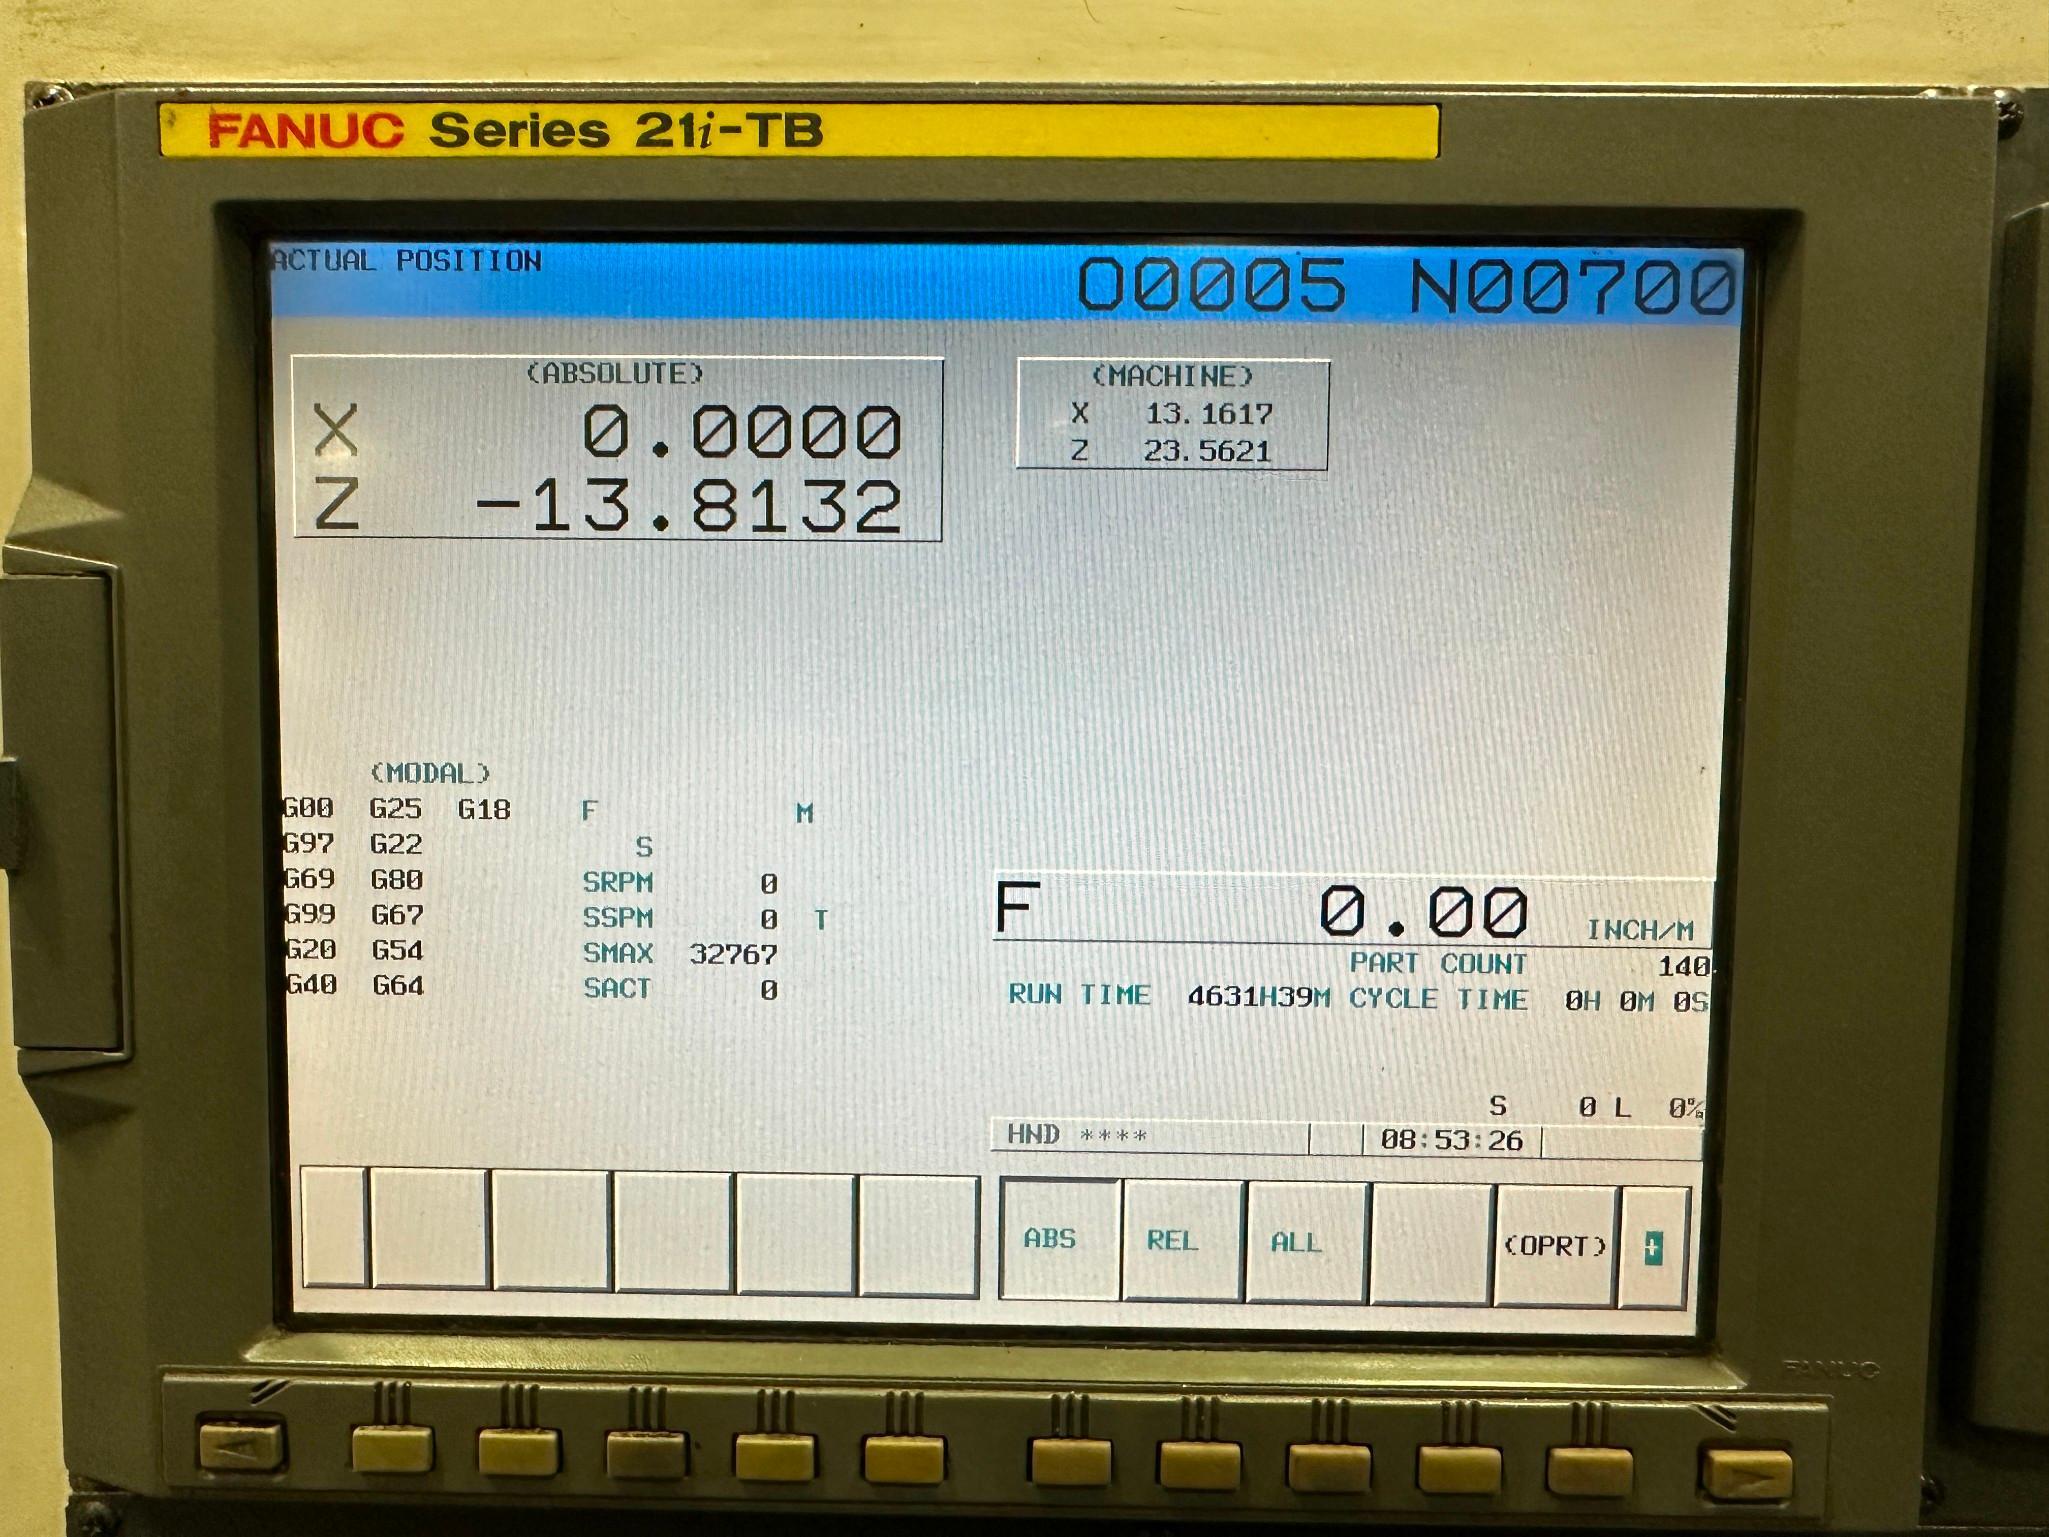 FANUC Series 21i-TB
ACTUAL POSITION
O0005 N00700
(ABSOLUTE)
X 0.0000
Z -13.8132
(MACHINE)
X 13.1617
Z 23.5621
(MODAL)
G00 G25 G18 F M
G97 G22 S
G69 G80 SRPM 0
G99 G67 SSPM 0 T
G20 G54 SMAX 32767
G40 G64 SACT 0
F 0.00 INCH/M
PART COUNT 140
RUN TIME 4631H39M CYCLE TIME 0H 0M 0S
S 0 L 0%
HND **** 08:53:26
ABS REL ALL (OPRT) +
FANUC